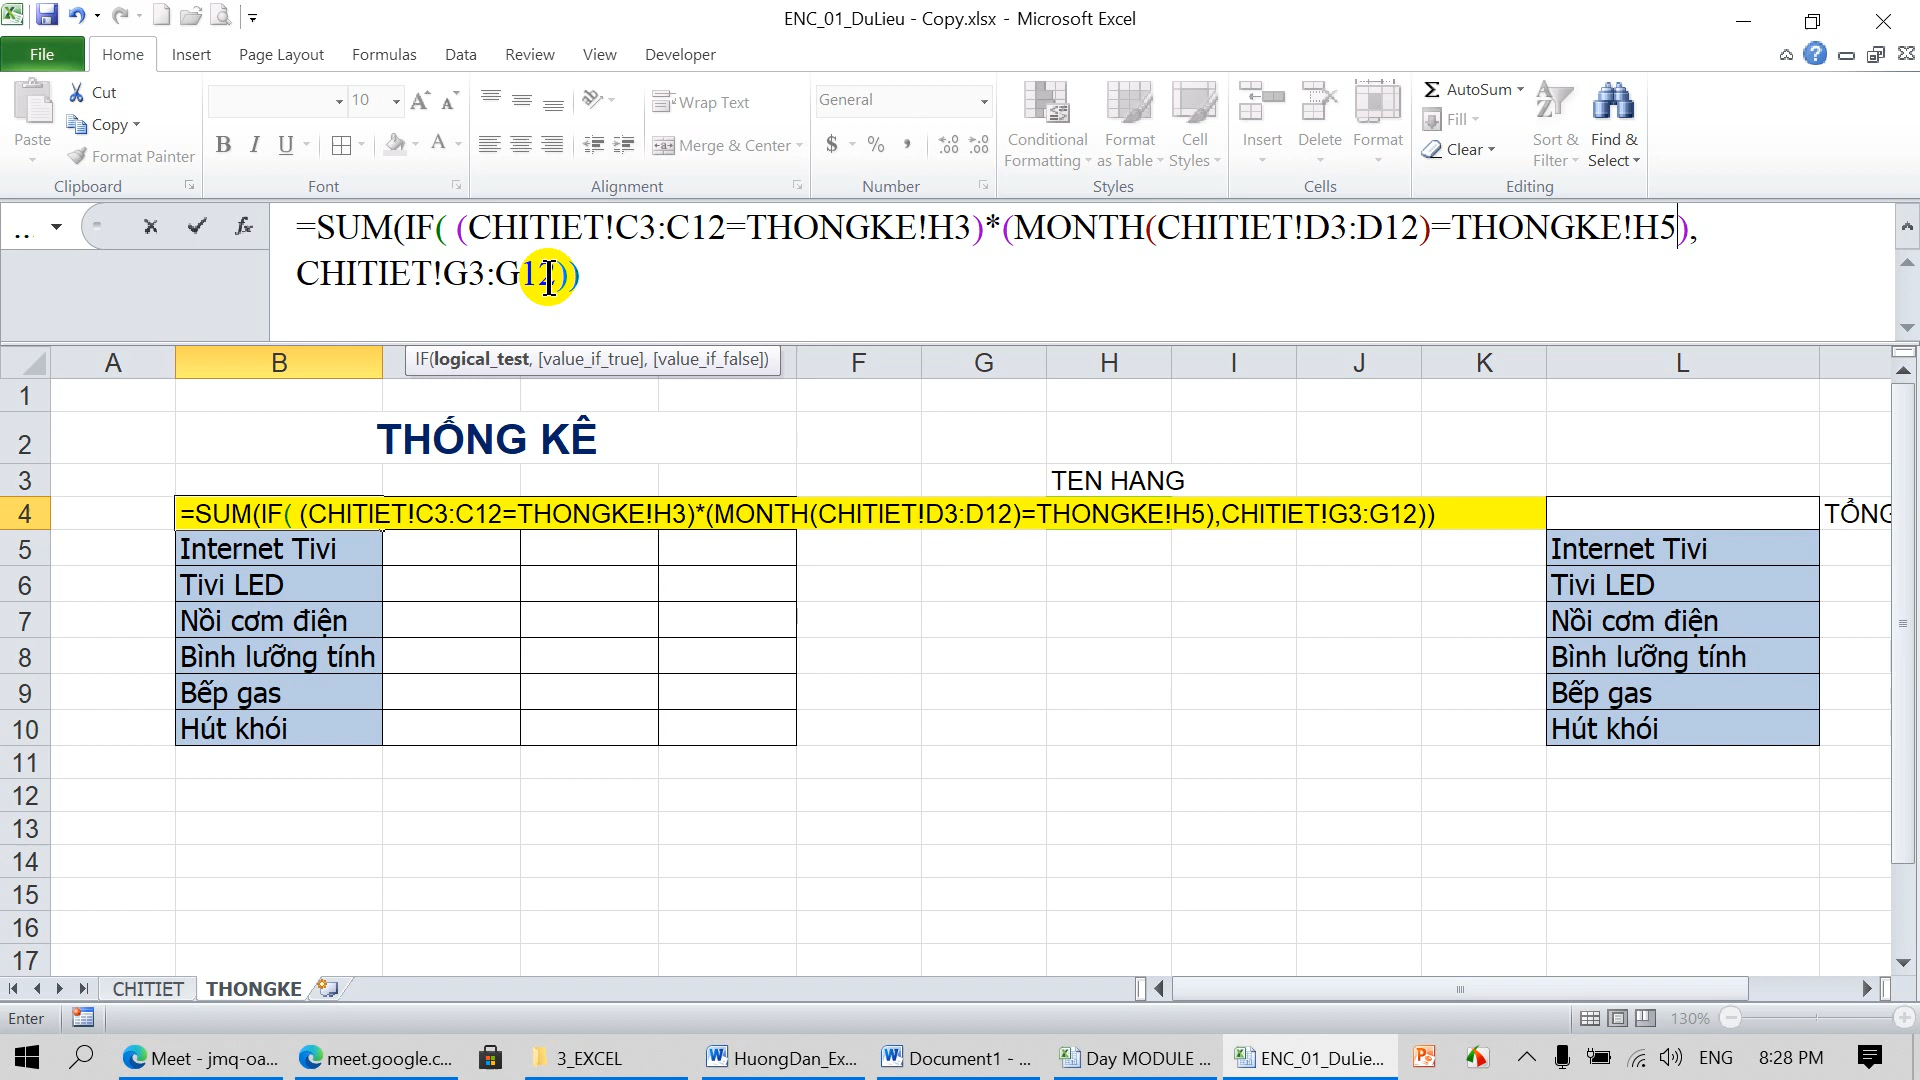 ENC_01_DuLieu - Copy.xlsx - Microsoft Excel
File Home Insert Page Layout Formulas Data Review View Developer
Paste
Cut
Copy
Format Painter
Clipboard
10
B I U
Font
Wrap Text
Merge & Center
Alignment
General
$ % ,
Number
Conditional Formatting
Format as Table
Cell Styles
Styles
Insert Delete Format
Cells
AutoSum
Fill
Clear
Sort & Filter
Find & Select
Editing
... fx
=SUM(IF( (CHITIET!C3:C12=THONGKE!H3)*(MONTH(CHITIET!D3:D12)=THONGKE!H5),
CHITIET!G3:G12))
IF(logical_test, [value_if_true], [value_if_false])
A B F G H I J K L
1
2 THỐNG KÊ
3 TEN HANG
4 =SUM(IF( (CHITIET!C3:C12=THONGKE!H3)*(MONTH(CHITIET!D3:D12)=THONGKE!H5),CHITIET!G3:G12)) TỔNG
5 Internet Tivi Internet Tivi
6 Tivi LED Tivi LED
7 Nồi cơm điện Nồi cơm điện
8 Bình lưỡng tính Bình lưỡng tính
9 Bếp gas Bếp gas
10 Hút khói Hút khói
11
12
13
14
15
16
17
CHITIET THONGKE
Enter 130%
Meet - jmq-oa... meet.google.c... 3_EXCEL HuongDan_Ex... Document1 - ... Day MODULE ... ENC_01_DuLie... ENG 8:28 PM